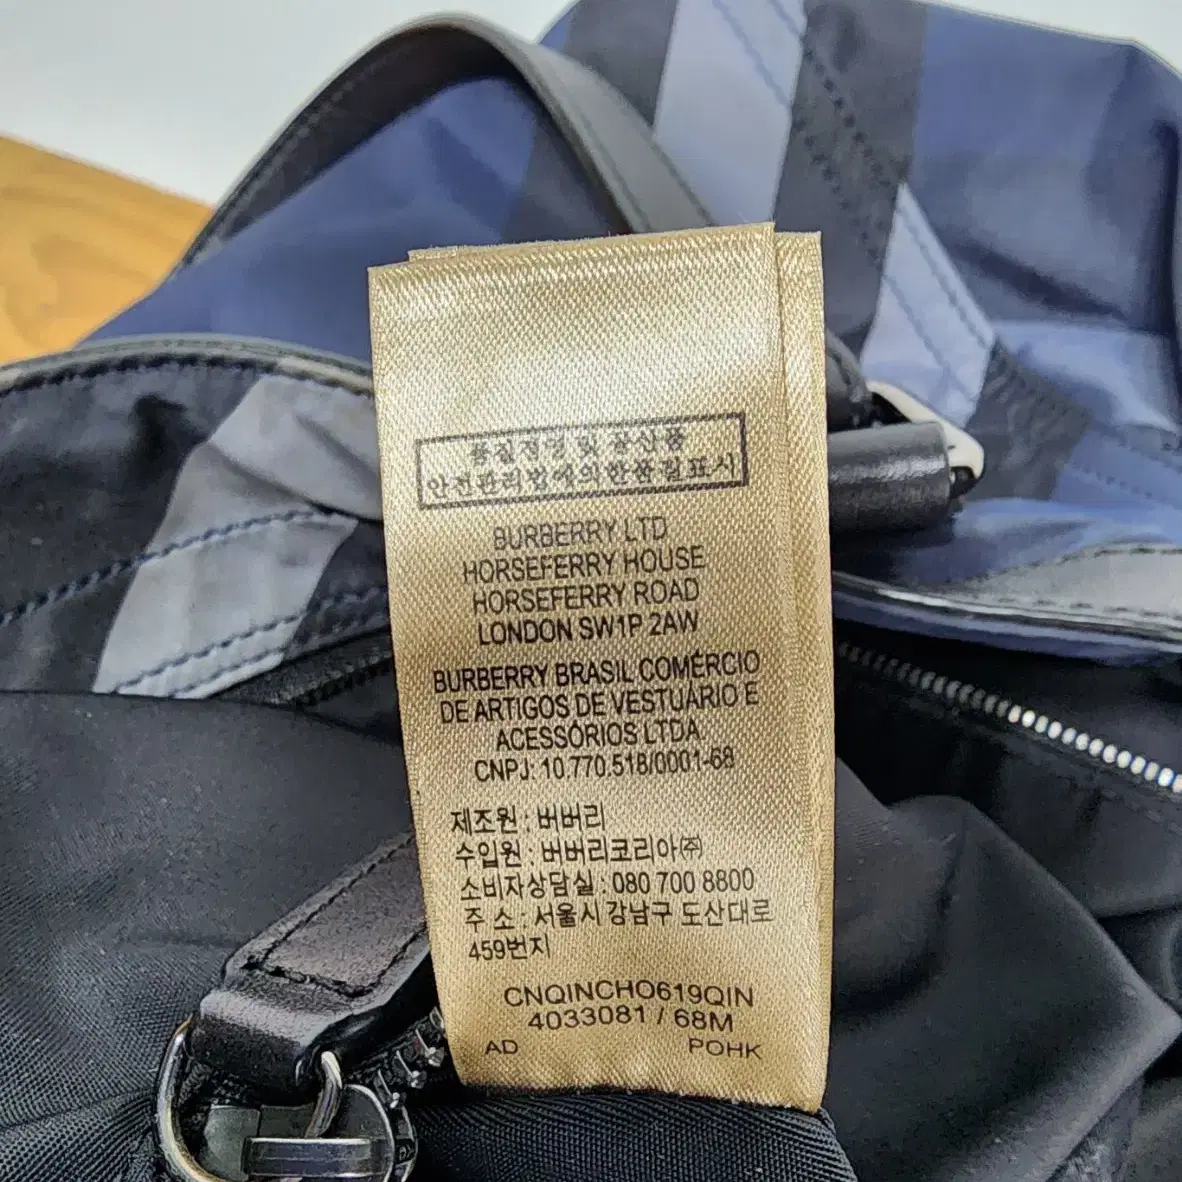 품질경영 및 공산품
안전관리법에의한품질표시
BURBERRY LTD
HORSEFERRY HOUSE
HORSEFERRY ROAD
LONDON SW1P 2AW
BURBERRY BRASIL COMÉRCIO
DE ARTIGOS DE VESTUÁRIO E
ACESSÓRIOS LTDA
CNPJ: 10.770.518/0001-68
제조원 : 버버리
수입원 : 버버리코리아㈜
소비자상담실 : 080 700 8800
주 소 : 서울시 강남구 도산대로
459번지
CNQINCHO619QIN
4033081 / 68M
AD POHK